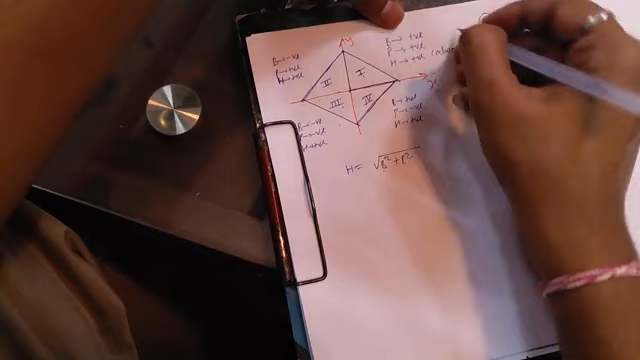 y
B → +ve
P → +ve
H → +ve
B → -ve
P → +ve
H → +ve
II
I
III
IV
B → -ve
P → -ve
H → +ve
B → +ve
P → -ve
H → +ve
H = √B² + P²